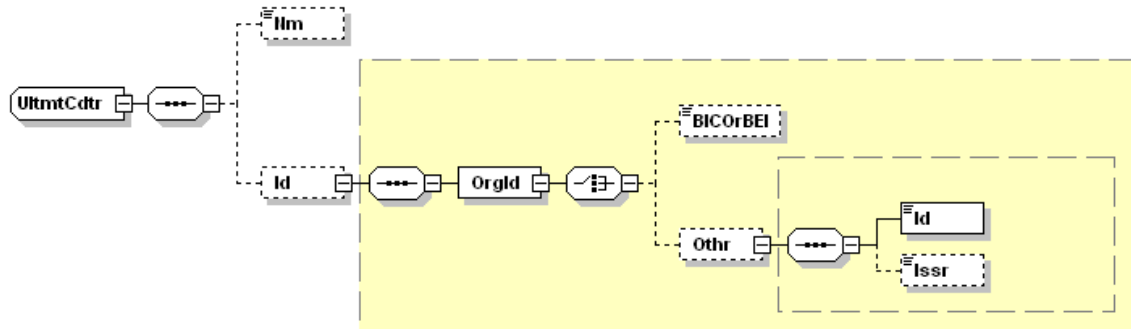 Nm
UltmtCdtr
BICOrBEI
Id
OrgId
Id
Othr
Issr